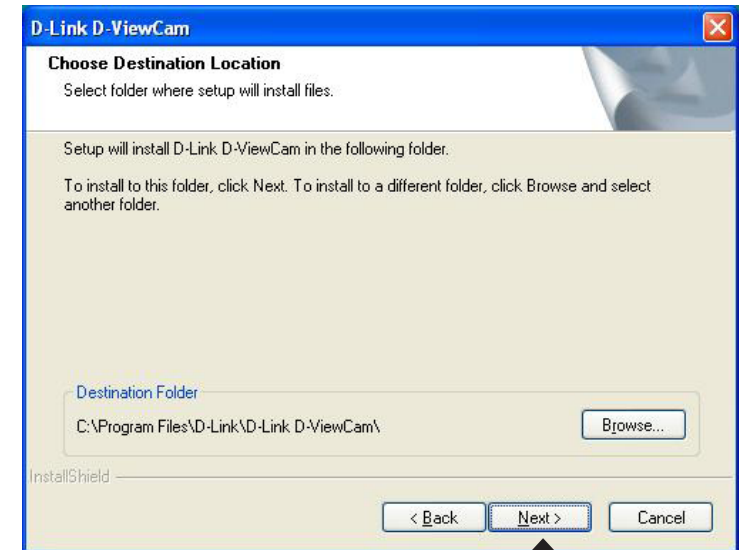 D-Link D-ViewCam
Choose Destination Location
Select folder where setup will install files.
Setup will install D-Link D-ViewCam in the following folder.
To install to this folder, click Next. To install to a different folder, click Browse and select
another folder.
Destination Folder
C:\Program Files\D-Link\D-Link D-ViewCam\
Browse...
InstallShield
< Back
Next >
Cancel